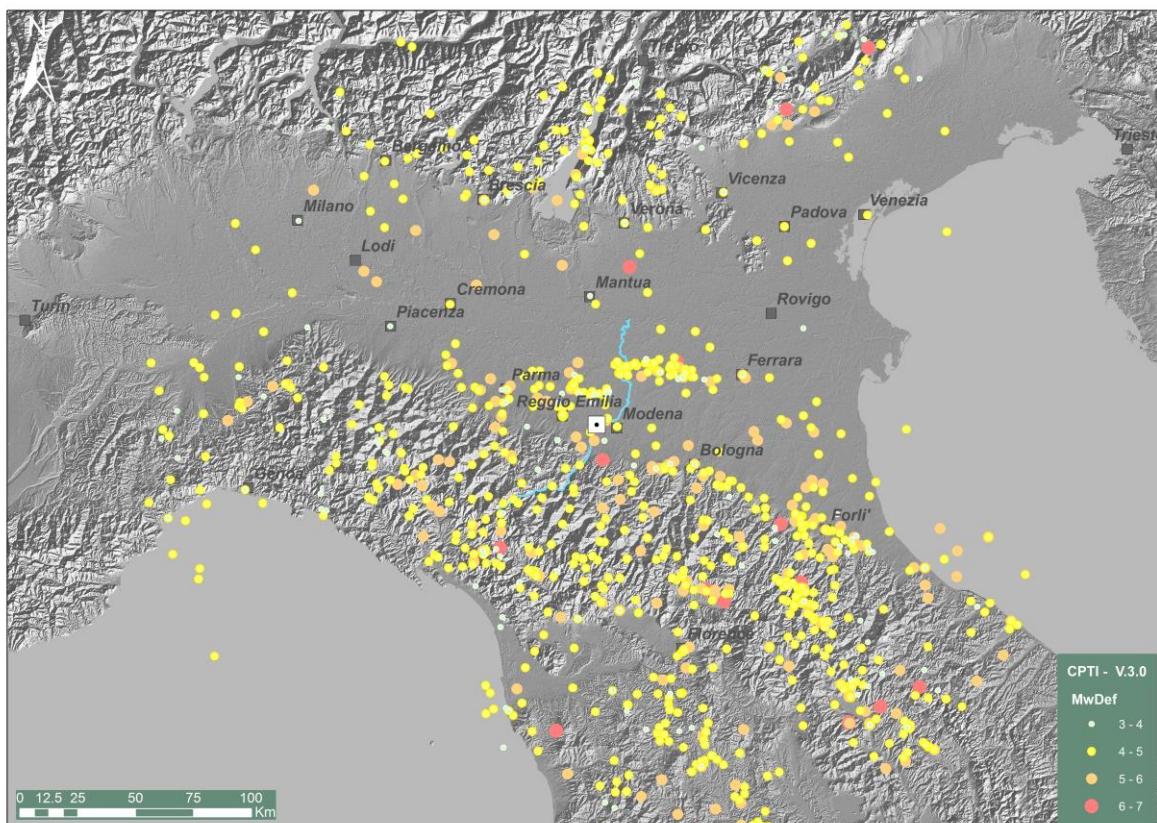 N
Trento
Trieste
Bergamo
Brescia
Vicenza
Milano
Verona
Padova
Venezia
Lodi
Mantua
Cremona
Turin
Piacenza
Rovigo
Parma
Ferrara
Reggio Emilia
Modena
Bologna
Genoa
Forli'
Florence
CPTI - V.3.0
MwDef
3 - 4
4 - 5
5 - 6
6 - 7
0 12.5 25 50 75 100
Km